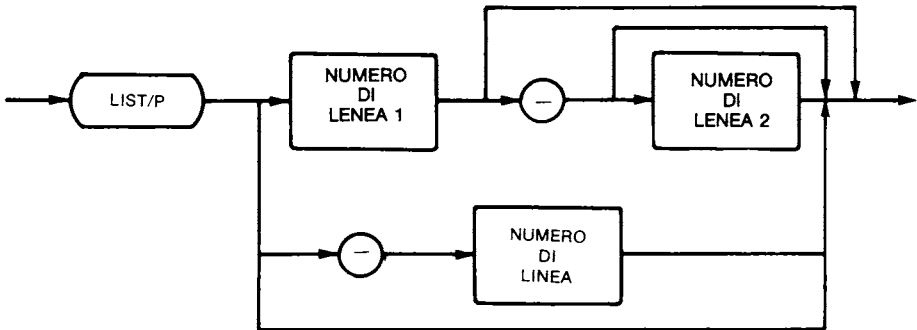 LIST/P
NUMERO
DI
LENEA 1
−
NUMERO
DI
LENEA 2
−
NUMERO
DI
LINEA